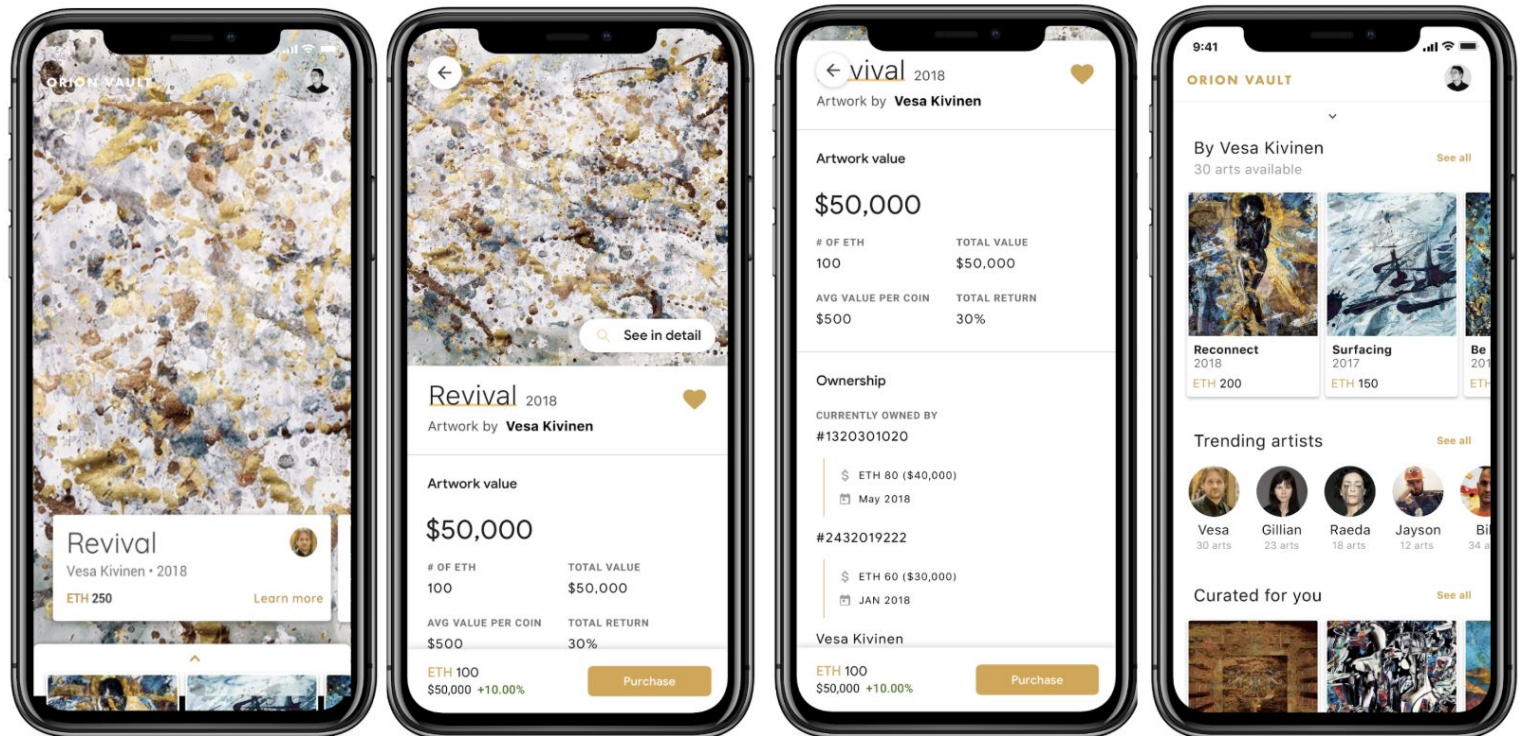 9:41
ORION VAULT
Revival
Vesa Kivinen • 2018
ETH 250
Learn more
See in detail
Revival 2018
Artwork by Vesa Kivinen
Artwork value
$50,000
# OF ETH
TOTAL VALUE
100
$50,000
AVG VALUE PER COIN
TOTAL RETURN
$500
30%
ETH 100
$50,000 +10.00%
Purchase
vival 2018
Artwork by Vesa Kivinen
Artwork value
$50,000
# OF ETH
TOTAL VALUE
100
$50,000
AVG VALUE PER COIN
TOTAL RETURN
$500
30%
Ownership
CURRENTLY OWNED BY
#1320301020
$ ETH 80 ($40,000)
May 2018
#2432019222
$ ETH 60 ($30,000)
JAN 2018
Vesa Kivinen
ETH 100
$50,000 +10.00%
Purchase
9:41
ORION VAULT
By Vesa Kivinen
See all
30 arts available
Reconnect
2018
ETH 200
Surfacing
2017
ETH 150
Be
201
ETH
Trending artists
See all
Vesa
30 arts
Gillian
23 arts
Raeda
18 arts
Jayson
12 arts
Bil
34 a
Curated for you
See all